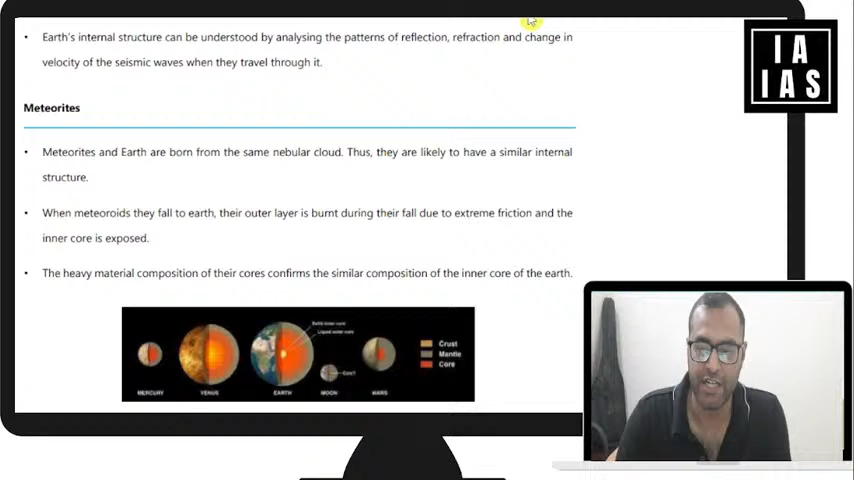 • Earth's internal structure can be understood by analysing the patterns of reflection, refraction and change in
velocity of the seismic waves when they travel through it.
I A
I A S
Meteorites
• Meteorites and Earth are born from the same nebular cloud. Thus, they are likely to have a similar internal
structure.
• When meteoroids they fall to earth, their outer layer is burnt during their fall due to extreme friction and the
inner core is exposed.
• The heavy material composition of their cores confirms the similar composition of the inner core of the earth.
Solid inner core
Liquid outer core
Crust
Mantle
Core
Core?
MERCURY
VENUS
EARTH
MOON
MARS